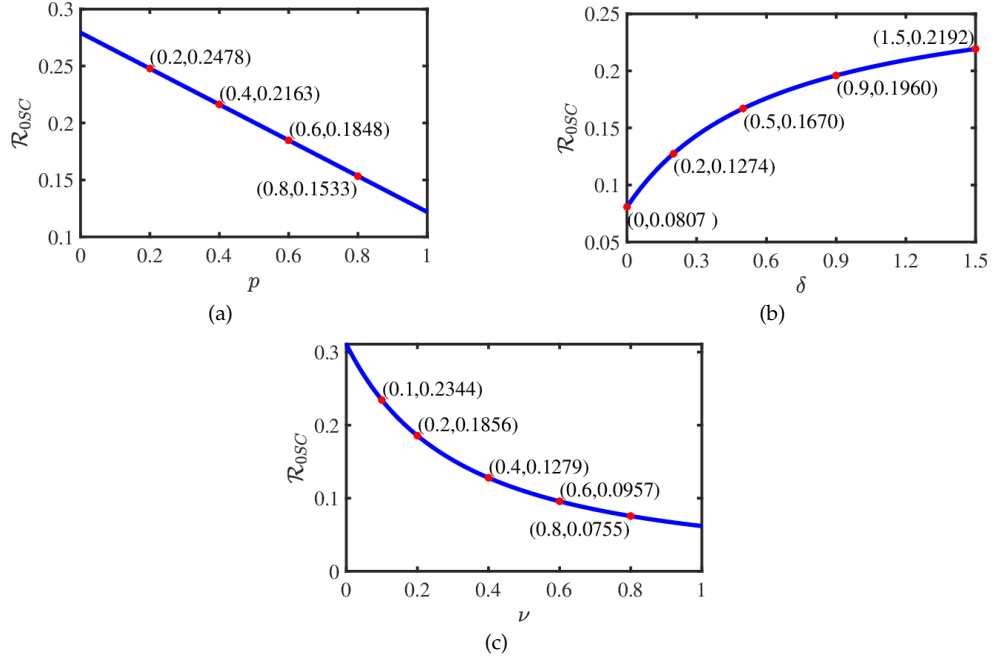 0.3
0.25
0.2
0.15
0.1
R0SC
(0.2,0.2478)
(0.4,0.2163)
(0.6,0.1848)
(0.8,0.1533)
0 0.2 0.4 0.6 0.8 1
p
(a)
0.25
0.2
0.15
0.1
0.05
R0SC
(1.5,0.2192)
(0.9,0.1960)
(0.5,0.1670)
(0.2,0.1274)
(0,0.0807 )
0 0.3 0.6 0.9 1.2 1.5
δ
(b)
0.3
0.2
0.1
0
R0SC
(0.1,0.2344)
(0.2,0.1856)
(0.4,0.1279)
(0.6,0.0957)
(0.8,0.0755)
0 0.2 0.4 0.6 0.8 1
ν
(c)